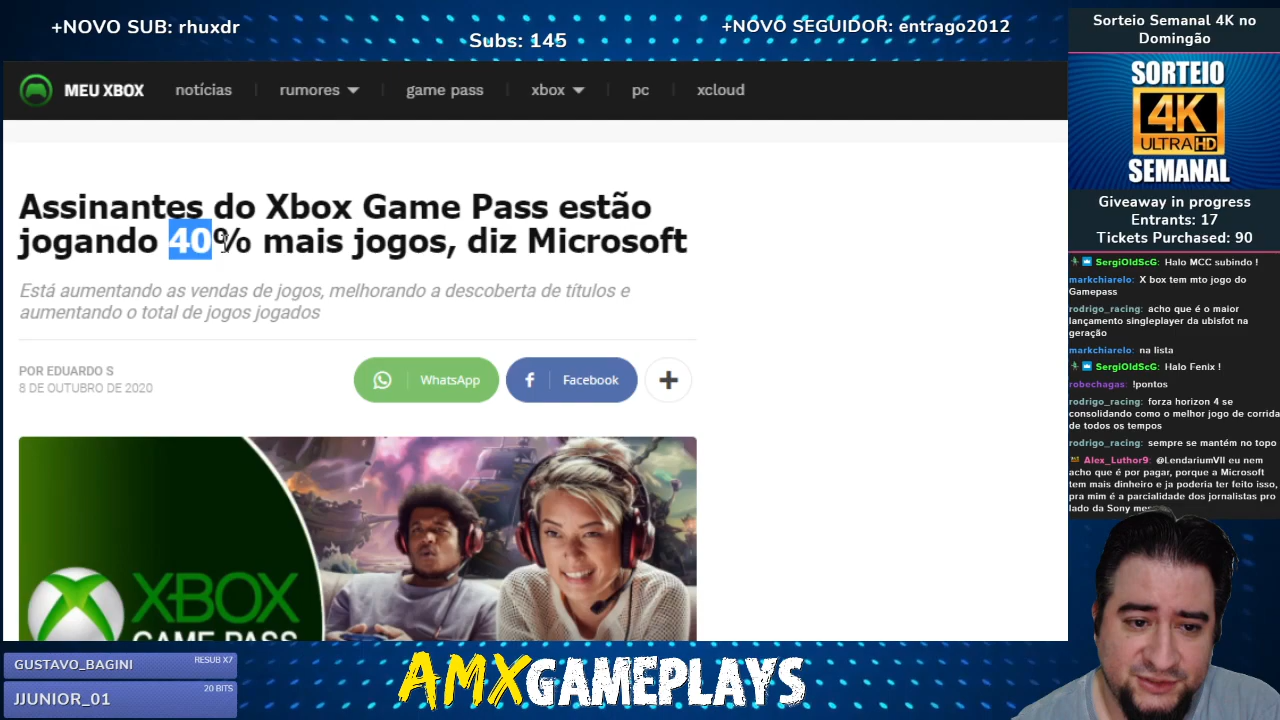 +NOVO SUB: rhuxdr
Subs: 145
+NOVO SEGUIDOR: entrago2012
MEU XBOX
notícias
rumores
game pass
xbox
pc
xcloud
Assinantes do Xbox Game Pass estão
jogando 40% mais jogos, diz Microsoft
Está aumentando as vendas de jogos, melhorando a descoberta de títulos e
aumentando o total de jogos jogados
POR EDUARDO S
8 DE OUTUBRO DE 2020
WhatsApp
Facebook
XBOX
GAME PASS
Sorteio Semanal 4K no
Domingão
SORTEIO
4K
ULTRA HD
SEMANAL
Giveaway in progress
Entrants: 17
Tickets Purchased: 90
SergiOldScG: Halo MCC subindo !
markchiarelo: X box tem mto jogo do
Gamepass
rodrigo_racing: acho que é o maior
lançamento singleplayer da ubisfot na
geração
markchiarelo: na lista
SergiOldScG: Halo Fenix !
robechagas: !pontos
rodrigo_racing: forza horizon 4 se
consolidando como o melhor jogo de corrida
de todos os tempos
rodrigo_racing: sempre se mantém no topo
Alex_Luthor9: @LendariumVII eu nem
acho que é por pagar, porque a Microsoft
tem mais dinheiro e ja poderia ter feito isso,
pra mim é a parcialidade dos jornalistas pro
lado da Sony
GUSTAVO_BAGINI
RESUB X7
JJUNIOR_01
20 BITS
AMXGAMEPLAYS